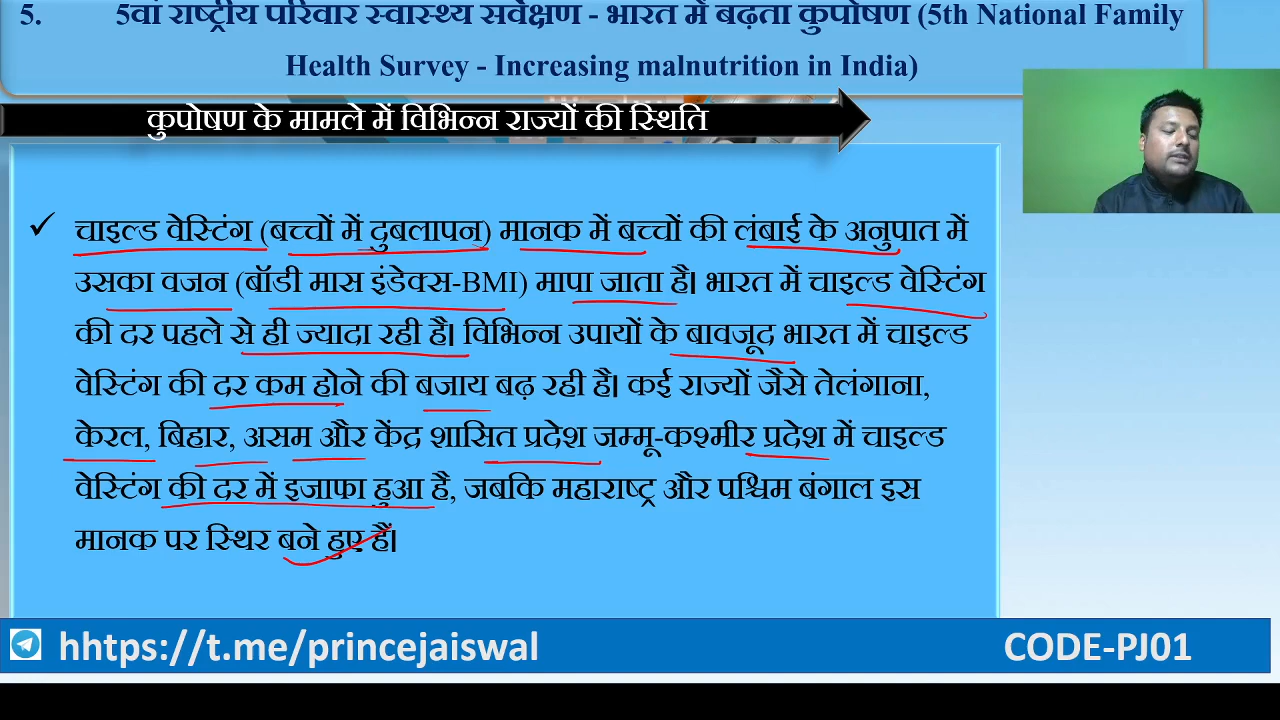 5. 5वां राष्ट्रीय परिवार स्वास्थ्य सर्वेक्षण - भारत में बढ़ता कुपोषण (5th National Family
Health Survey - Increasing malnutrition in India)
कुपोषण के मामले में विभिन्न राज्यों की स्थिति
✓ चाइल्ड वेस्टिंग (बच्चों में दुबलापन) मानक में बच्चों की लंबाई के अनुपात में
उसका वजन (बॉडी मास इंडेक्स-BMI) मापा जाता है। भारत में चाइल्ड वेस्टिंग
की दर पहले से ही ज्यादा रही है। विभिन्न उपायों के बावजूद भारत में चाइल्ड
वेस्टिंग की दर कम होने की बजाय बढ़ रही है। कई राज्यों जैसे तेलंगाना,
केरल, बिहार, असम और केंद्र शासित प्रदेश जम्मू-कश्मीर प्रदेश में चाइल्ड
वेस्टिंग की दर में इजाफा हुआ है, जबकि महाराष्ट्र और पश्चिम बंगाल इस
मानक पर स्थिर बने हुए हैं।
hhtps://t.me/princejaiswal CODE-PJ01